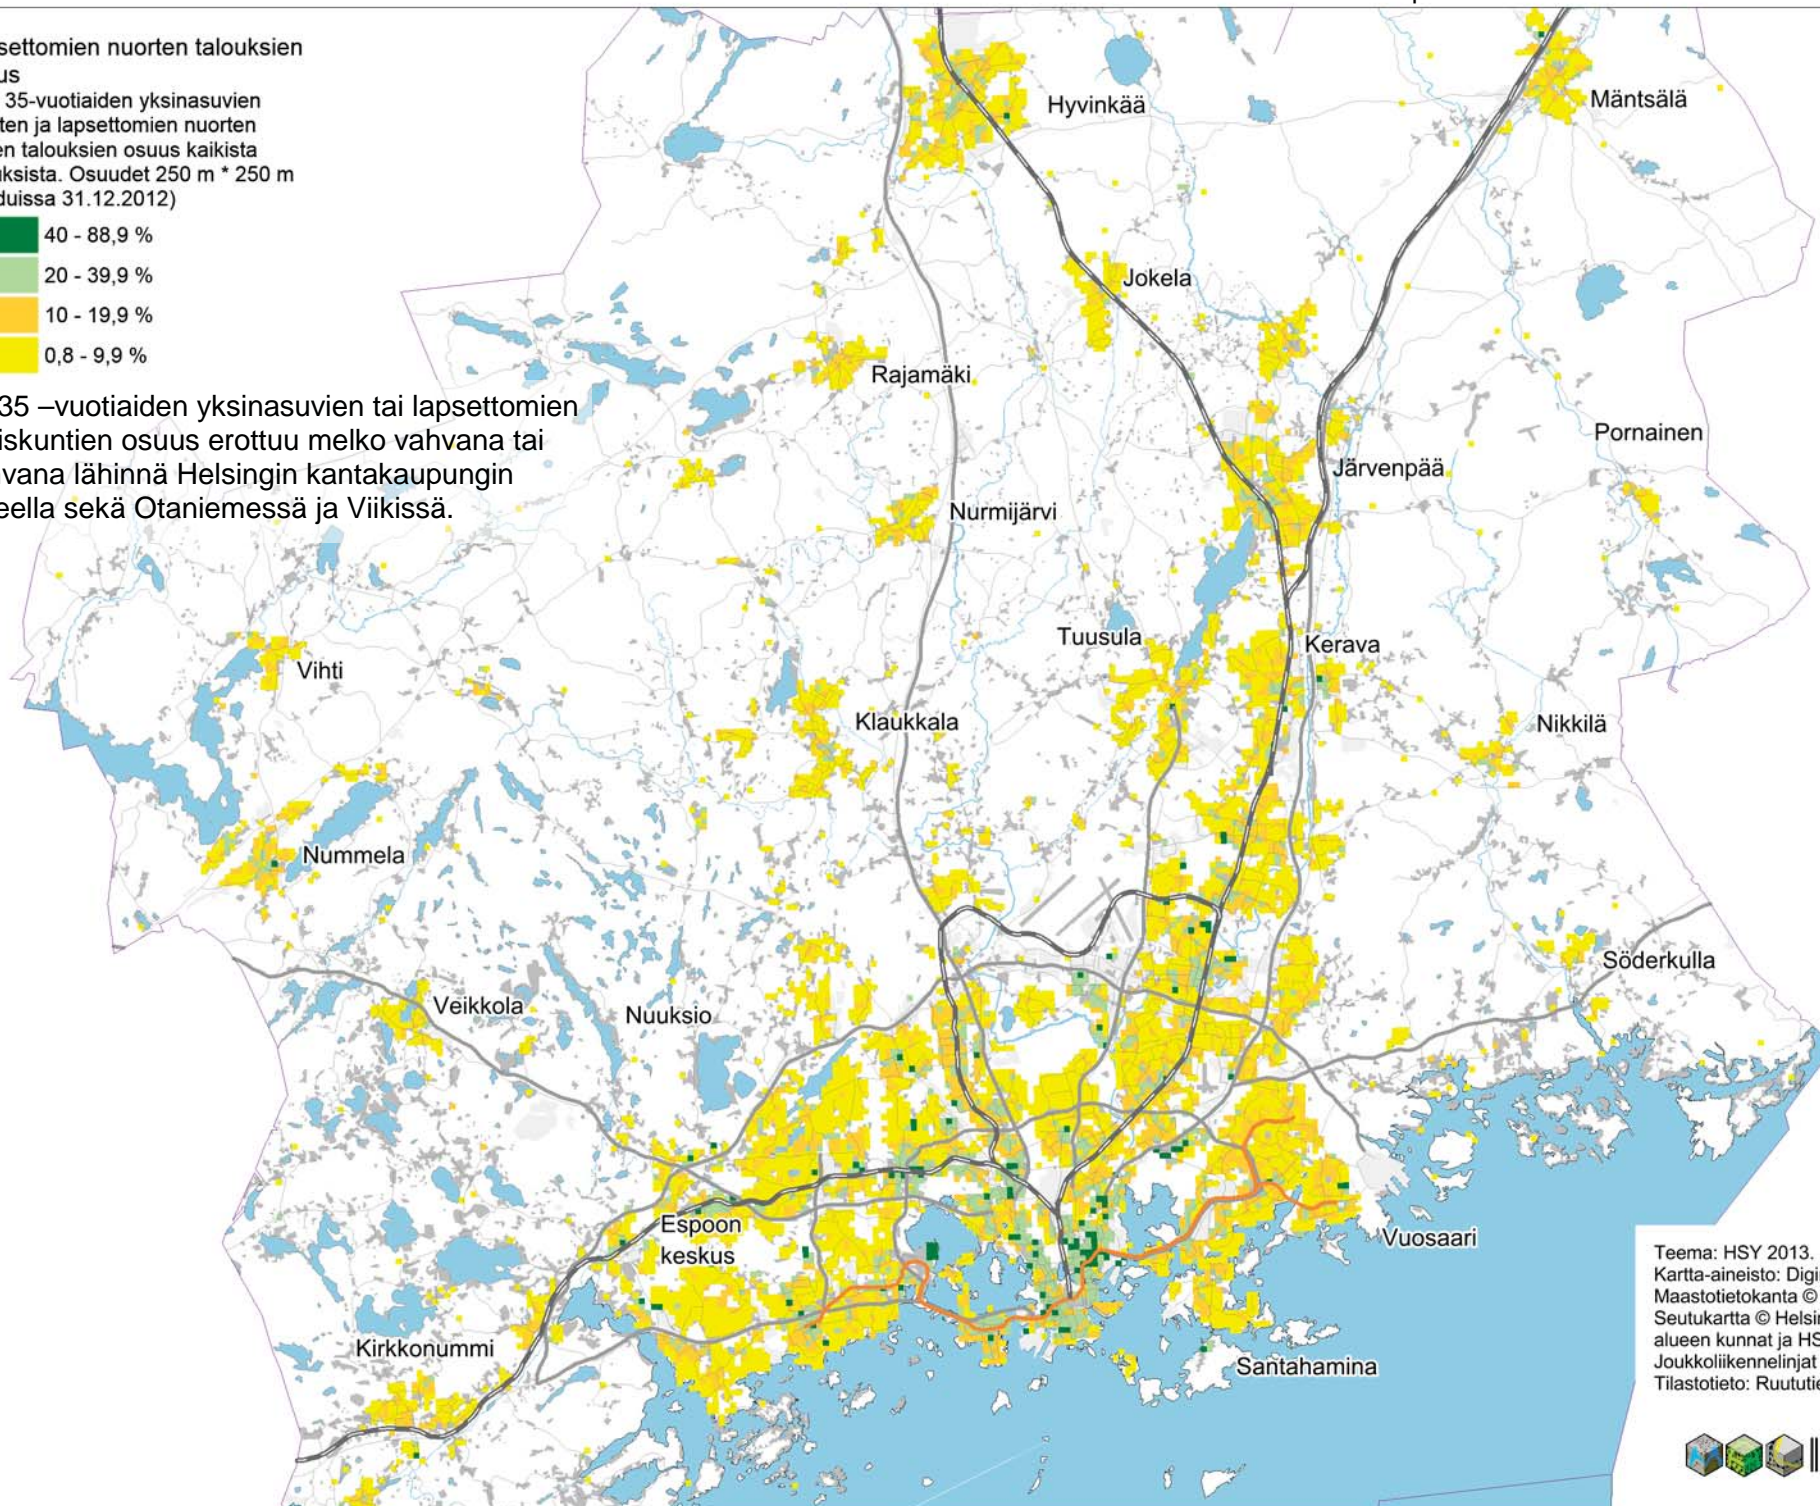 settomien nuorten talouksien
us
35-vuotiaiden yksinasuvien
ten ja lapsettomien nuorten
en talouksien osuus kaikista
ksista. Osuudet 250 m * 250 m
duissa 31.12.2012)
40 - 88,9 %
20 - 39,9 %
10 - 19,9 %
0,8 - 9,9 %
35 –vuotiaiden yksinasuvien tai lapsettomien
iskuntien osuus erottuu melko vahvana tai
vana lähinnä Helsingin kantakaupungin
eella sekä Otaniemessä ja Viikissä.
Hyvinkää
Mäntsälä
Jokela
Rajamäki
Pornainen
Järvenpää
Nurmijärvi
Tuusula
Kerava
Vihti
Klaukkala
Nikkilä
Nummela
Söderkulla
Veikkola
Nuuksio
Espoon
keskus
Vuosaari
Kirkkonummi
Santahamina
Teema: HSY 2013.
Kartta-aineisto: Digi
Maastotietokanta ©
Seutukartta © Helsi
alueen kunnat ja HS
Joukkoliikennelinjat
Tilastotieto: Ruututi